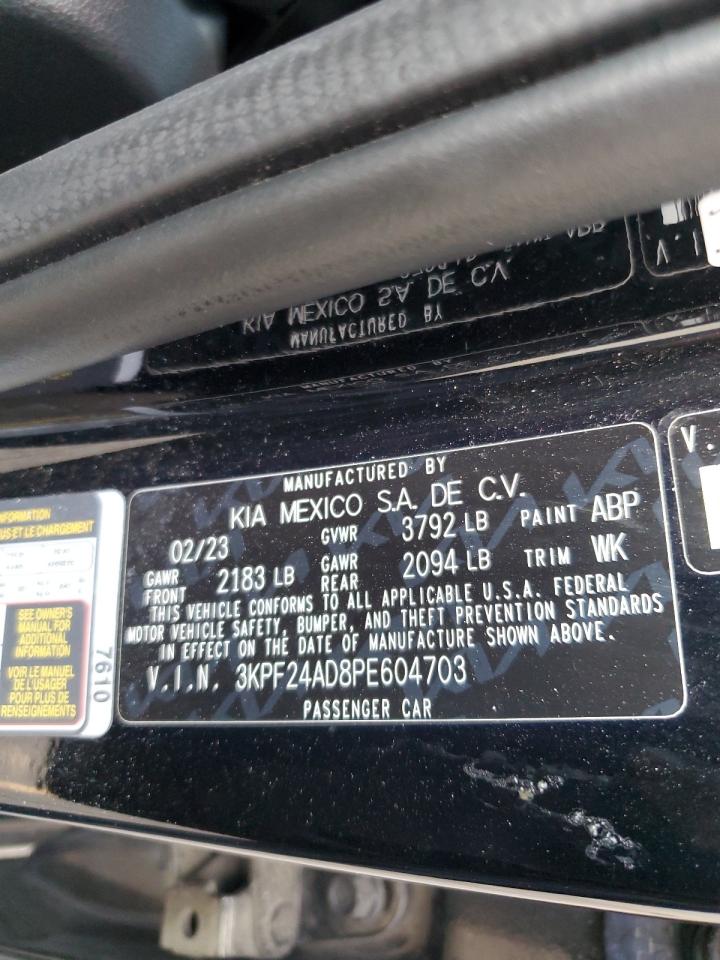 MANUFACTURED BY
KIA MEXICO S.A. DE C.V.
02/23 GVWR 3792 LB PAINT ABP
GAWR FRONT 2183 LB GAWR REAR 2094 LB TRIM WK
THIS VEHICLE CONFORMS TO ALL APPLICABLE U.S.A. FEDERAL
MOTOR VEHICLE SAFETY, BUMPER, AND THEFT PREVENTION STANDARDS
IN EFFECT ON THE DATE OF MANUFACTURE SHOWN ABOVE.
V.I.N. 3KPF24AD8PE604703
PASSENGER CAR
SEE OWNER'S
MANUAL FOR
ADDITIONAL
INFORMATION
VOIR LE MANUEL
DE L'USAGER
POUR PLUS DE
RENSEIGNEMENTS
7610
KIA MEXICO S.A. DE C.V.
MANUFACTURED BY
V.